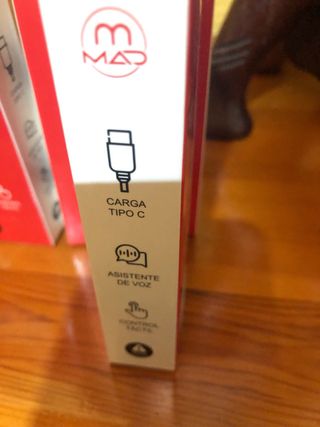 MAD
CARGA
TIPO C
ASISTENTE
DE VOZ
CONTROL
TÁCTIL